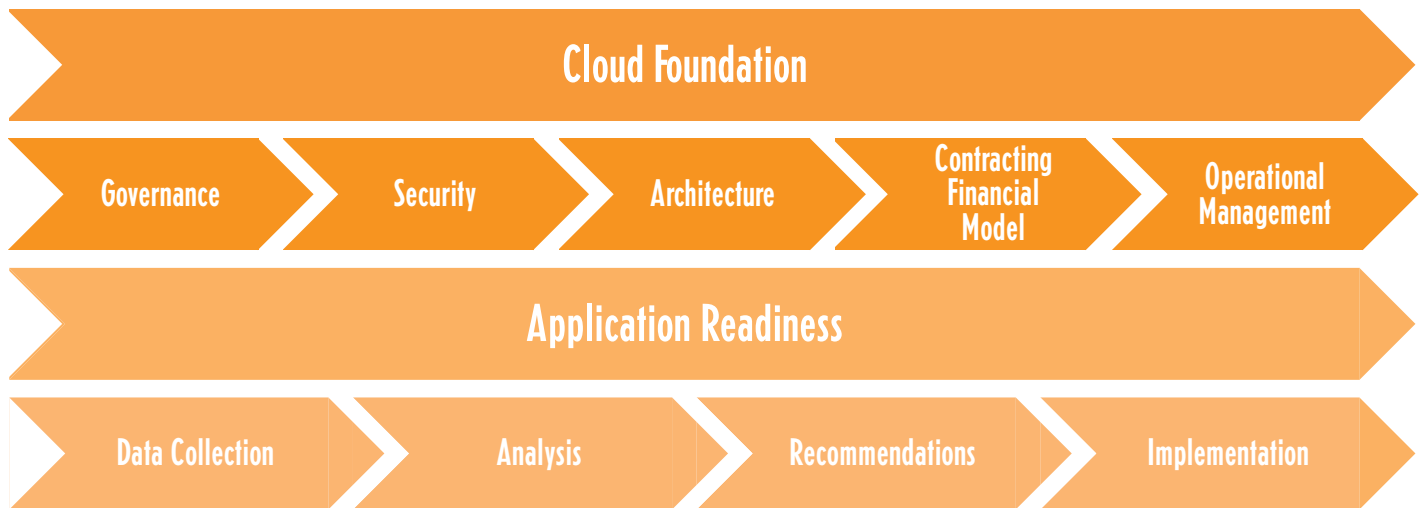 Cloud Foundation
Governance
Security
Architecture
Contracting
Financial
Model
Operational
Management
Application Readiness
Data Collection
Analysis
Recommendations
Implementation